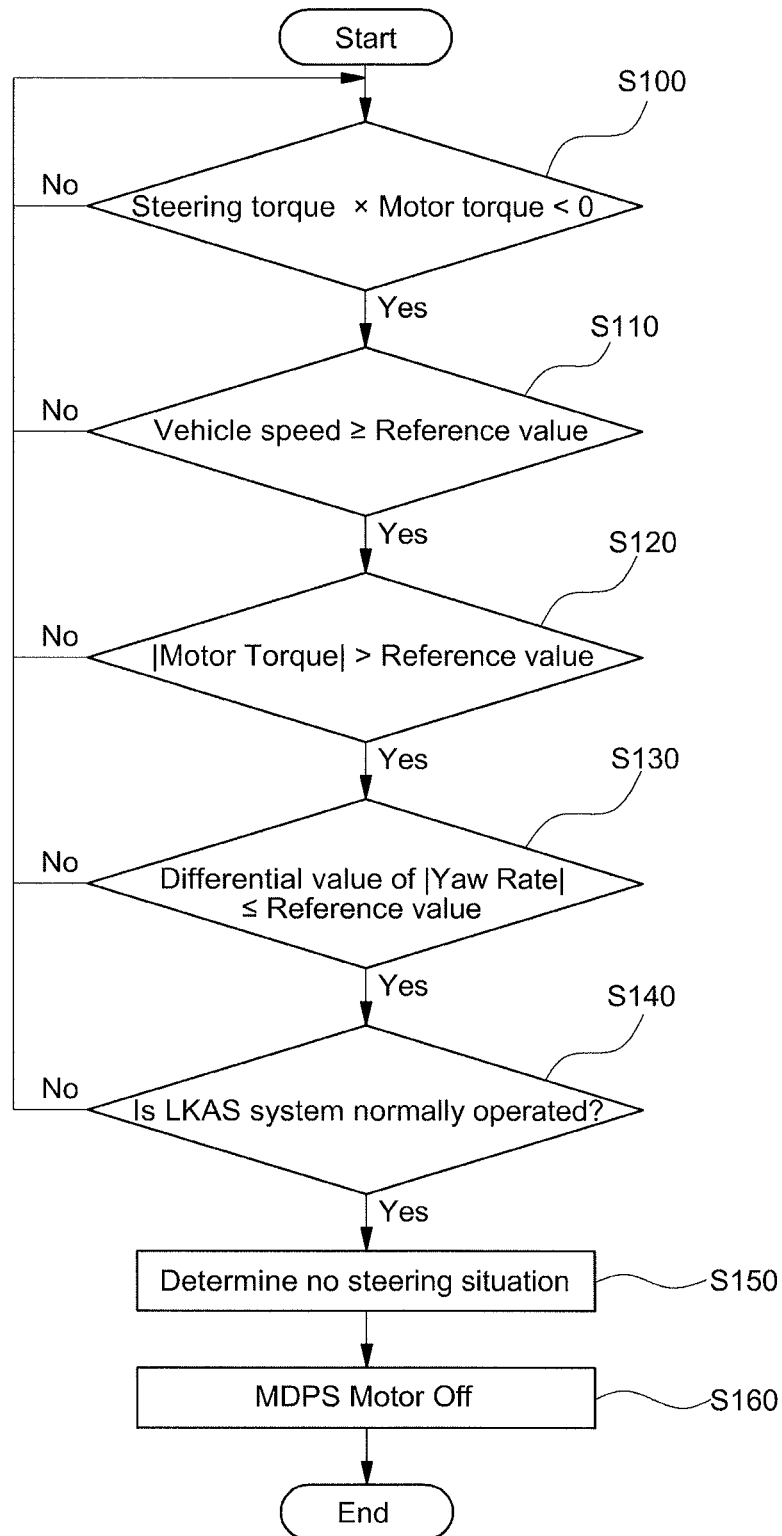 Start
S100
No
Steering torque × Motor torque < 0
Yes
S110
No
Vehicle speed ≥ Reference value
Yes
S120
No
|Motor Torque| > Reference value
Yes
S130
No
Differential value of |Yaw Rate|
≤ Reference value
Yes
S140
No
Is LKAS system normally operated?
Yes
Determine no steering situation
S150
MDPS Motor Off
S160
End